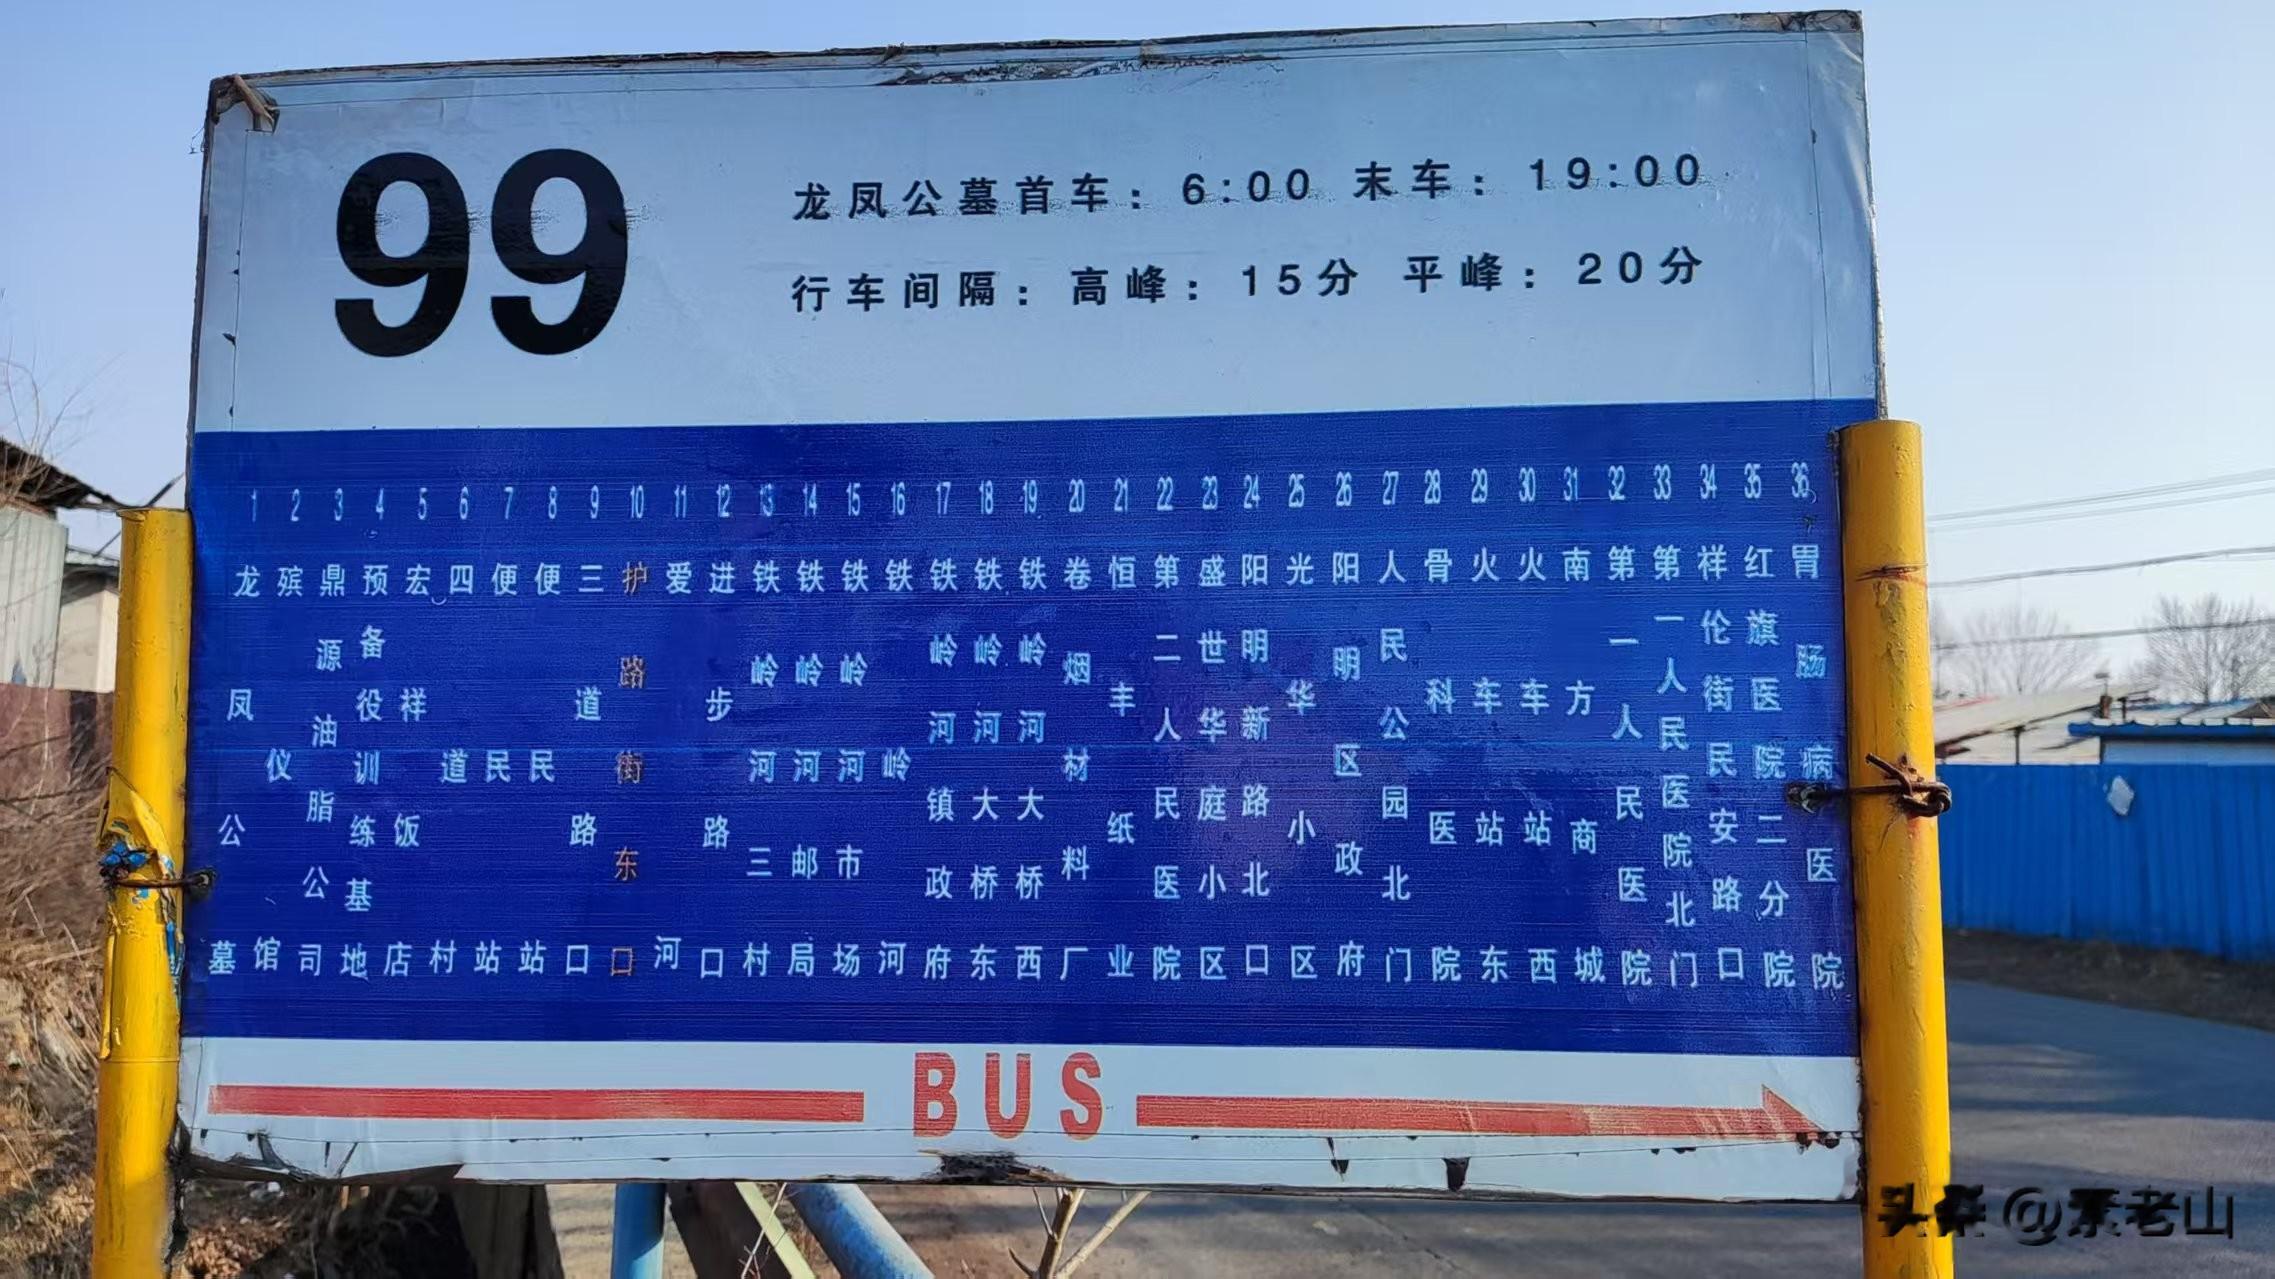 99
龙凤公墓首车：6:00 末车：19:00
行车间隔：高峰：15分 平峰：20分
1 龙凤公墓
2 殡仪馆
3 鼎源油脂公司
4 预备役训练基地
5 宏祥饭店
6 四道村
7 便民站
8 便民站
9 三道路口
10 护路街东口
11 爱河
12 进步路口
13 铁岭河三村
14 铁岭河邮局
15 铁岭河市场
16 铁岭河
17 铁岭河镇政府
18 铁岭河大桥东
19 铁岭河大桥西
20 卷烟材料厂
21 恒丰纸业
22 第二人民医院
23 盛世华庭小区
24 阳明新路北口
25 光华小区
26 阳明区政府
27 人民公园北门
28 骨科医院
29 火车站东
30 火车站西
31 南方商城
32 第一人民医院
33 第一人民医院北门
34 祥伦街民安路口
35 红旗医院二分院
36 胃肠病医院
BUS
头条